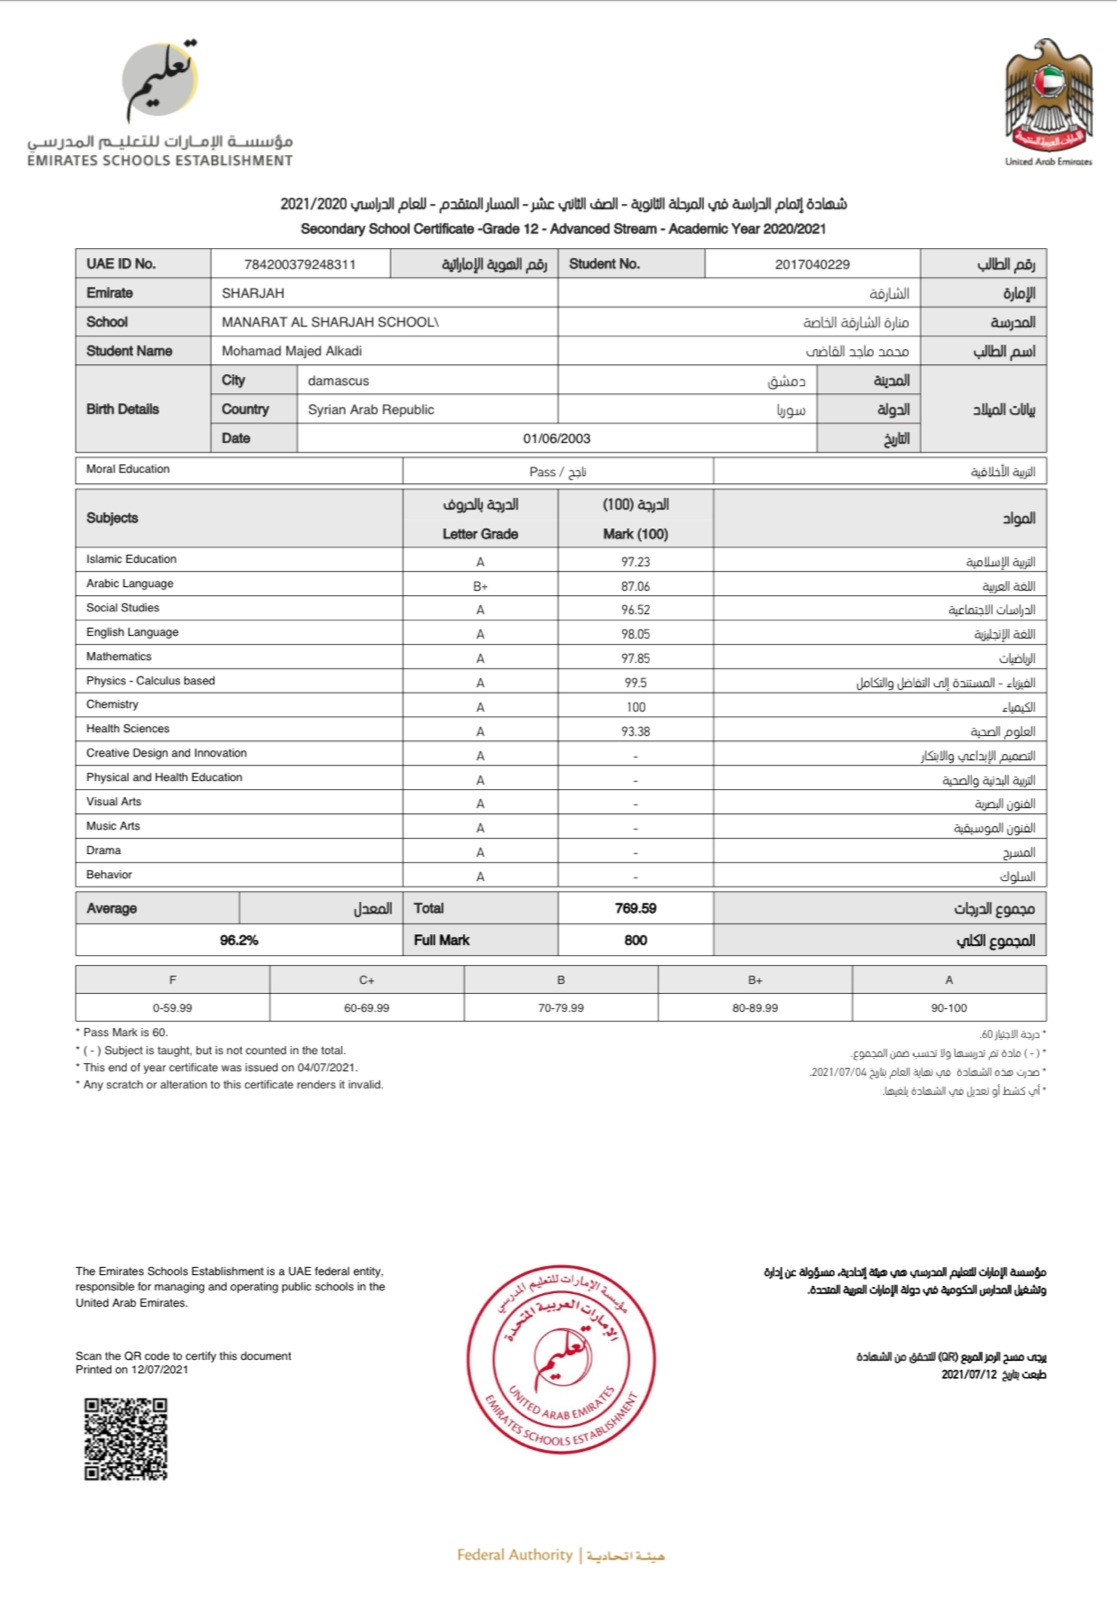 تعليم
مؤسسة الإمارات للتعليم المدرسي
EMIRATES SCHOOLS ESTABLISHMENT
الإمارات العربية المتحدة
United Arab Emirates
شهادة إتمام الدراسة في المرحلة الثانوية - الصف الثاني عشر - المسار المتقدم - للعام الدراسي 2021/2020
Secondary School Certificate -Grade 12 - Advanced Stream - Academic Year 2020/2021
UAE ID No. 784200379248311 رقم الهوية الإماراتية Student No. 2017040229 رقم الطالب
Emirate SHARJAH الشارقة الإمارة
School MANARAT AL SHARJAH SCHOOL\ منارة الشارقة الخاصة المدرسة
Student Name Mohamad Majed Alkadi محمد ماجد القاضى اسم الطالب
Birth Details City damascus دمشق المدينة بيانات الميلاد
Country Syrian Arab Republic سوريا الدولة
Date 01/06/2003 التاريخ
Moral Education Pass / ناجح التربية الأخلاقية
Subjects الدرجة بالحروف Letter Grade الدرجة (100) Mark (100) المواد
Islamic Education A 97.23 التربية الإسلامية
Arabic Language B+ 87.06 اللغة العربية
Social Studies A 96.52 الدراسات الاجتماعية
English Language A 98.05 اللغة الإنجليزية
Mathematics A 97.85 الرياضيات
Physics - Calculus based A 99.5 الفيزياء - المستندة إلى التفاضل والتكامل
Chemistry A 100 الكيمياء
Health Sciences A 93.38 العلوم الصحية
Creative Design and Innovation A - التصميم الإبداعي والابتكار
Physical and Health Education A - التربية البدنية والصحية
Visual Arts A - الفنون البصرية
Music Arts A - الفنون الموسيقية
Drama A - المسرح
Behavior A - السلوك
Average المعدل Total 769.59 مجموع الدرجات
96.2% Full Mark 800 المجموع الكلي
F C+ B B+ A
0-59.99 60-69.99 70-79.99 80-89.99 90-100
* Pass Mark is 60. * درجة الاجتياز 60.
* ( - ) Subject is taught, but is not counted in the total. * ( - ) مادة تم تدريسها ولا تحسب ضمن المجموع.
* This end of year certificate was issued on 04/07/2021. * صدرت هذه الشهادة في نهاية العام بتاريخ 2021/07/04.
* Any scratch or alteration to this certificate renders it invalid. * أي كشط أو تعديل في الشهادة يلغيها.
The Emirates Schools Establishment is a UAE federal entity,
responsible for managing and operating public schools in the
United Arab Emirates.
مؤسسة الإمارات للتعليم المدرسي هي هيئة إتحادية، مسؤولة عن إدارة
وتشغيل المدارس الحكومية في دولة الإمارات العربية المتحدة.
Scan the QR code to certify this document
Printed on 12/07/2021
يرجى مسح الرمز المربع (QR) للتحقق من الشهادة
طبعت بتاريخ 2021/07/12
مؤسسة الإمارات للتعليم المدرسي
الإمارات العربية المتحدة
تعليم
UNITED ARAB EMIRATES
EMIRATES SCHOOLS ESTABLISHMENT
Federal Authority | هيئة اتحادية